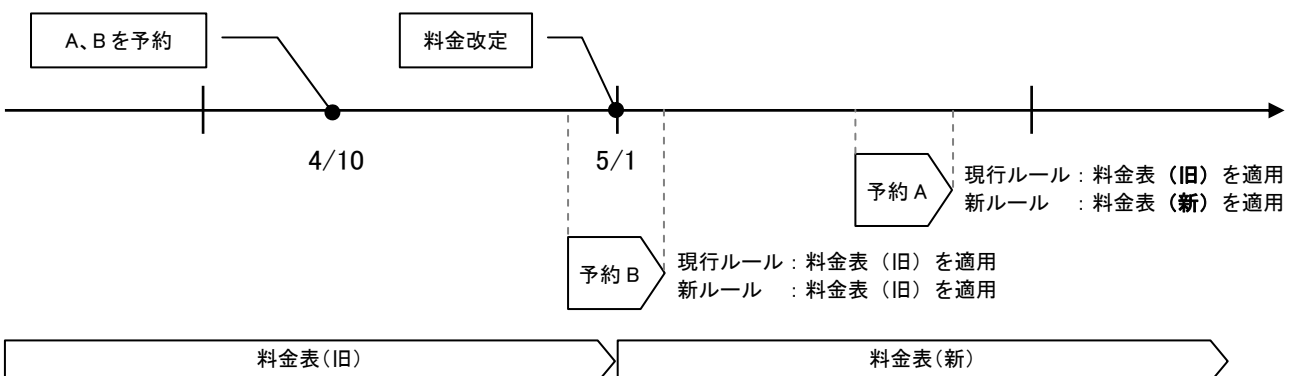 A、Bを予約
料金改定
4/10
5/1
予約 A
現行ルール：料金表（旧）を適用
新ルール　：料金表（新）を適用
予約 B
現行ルール：料金表（旧）を適用
新ルール　：料金表（旧）を適用
料金表（旧）
料金表（新）